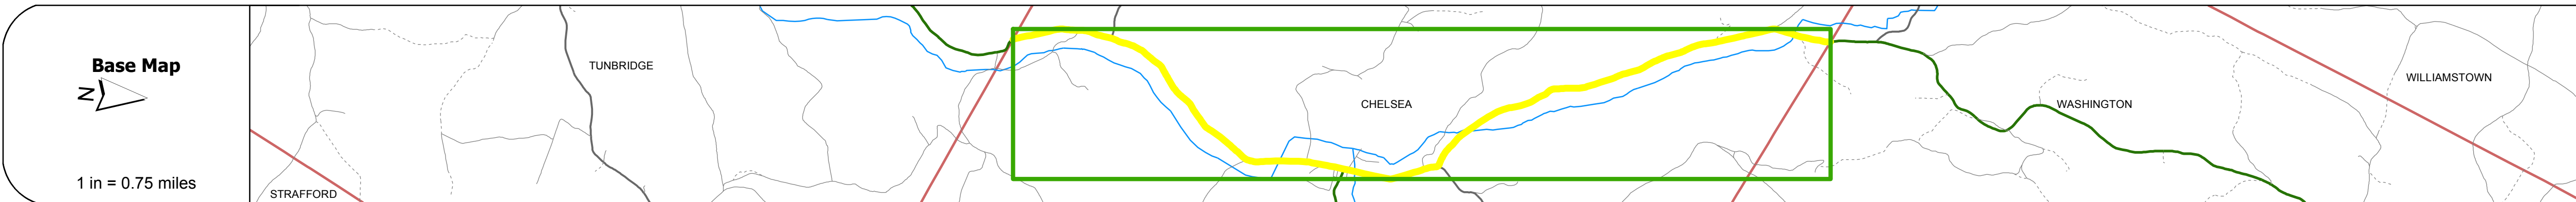 Base Map
N
1 in = 0.75 miles
STRAFFORD
TUNBRIDGE
CHELSEA
WASHINGTON
WILLIAMSTOWN